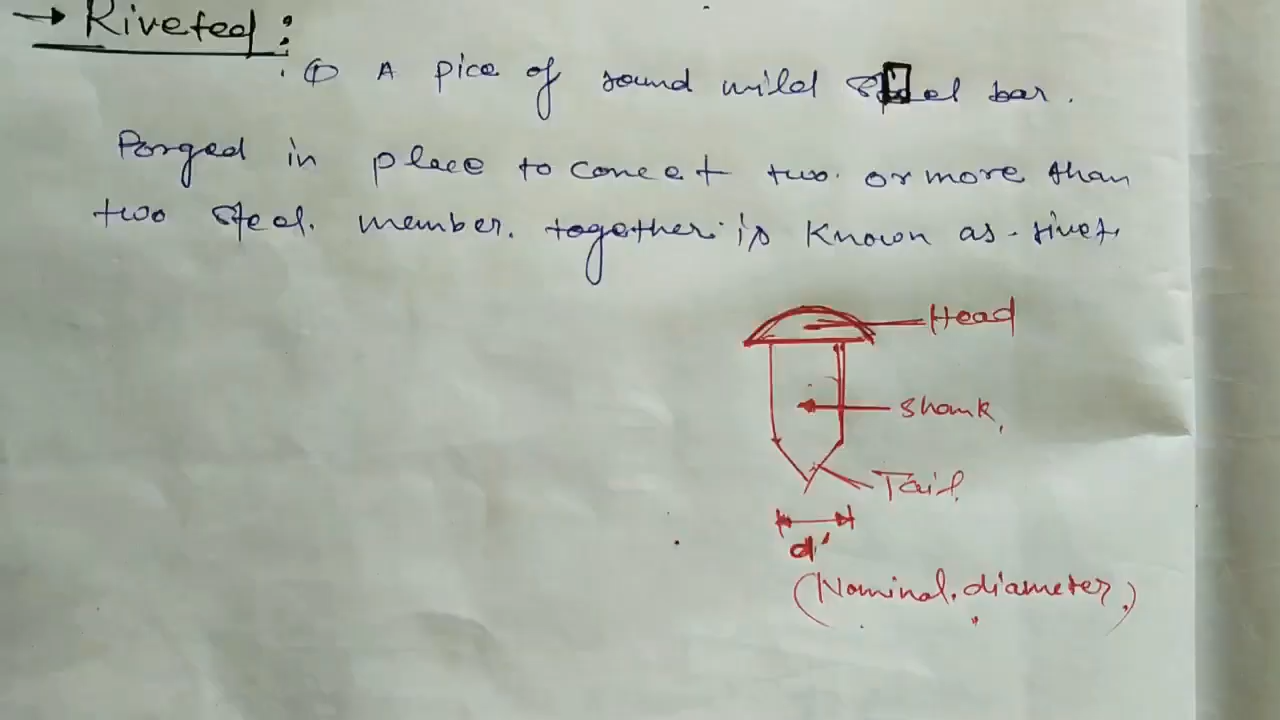 → Riveted :
① A pice of round mild steel bar.
Forged in place to conect two or more than
two steel. member. together is known as - rivet.
Head
shank,
Tail.
d'
(Nominal. diameter,)